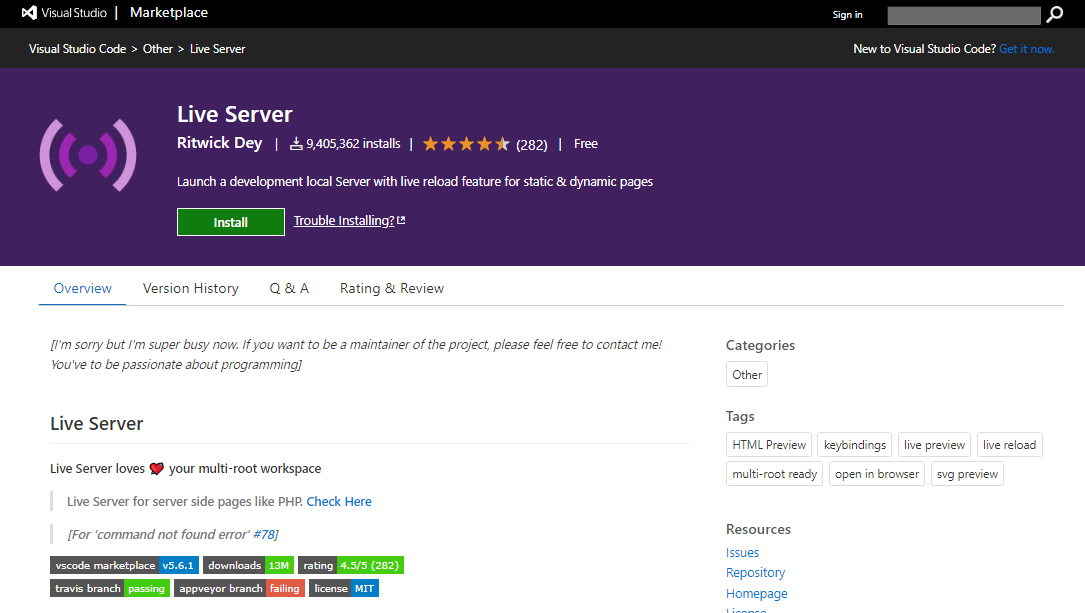 Visual Studio | Marketplace
Sign in
Visual Studio Code > Other > Live Server
New to Visual Studio Code? Get it now.
Live Server
Ritwick Dey | 9,405,362 installs | (282) | Free
Launch a development local Server with live reload feature for static & dynamic pages
Install
Trouble Installing?
Overview
Version History
Q & A
Rating & Review
[I'm sorry but I'm super busy now. If you want to be a maintainer of the project, please feel free to contact me!
You've to be passionate about programming]
Live Server
Live Server loves your multi-root workspace
Live Server for server side pages like PHP. Check Here
[For 'command not found error' #78]
vscode marketplace v5.6.1 downloads 13M rating 4.5/5 (282)
travis branch passing appveyor branch failing license MIT
Categories
Other
Tags
HTML Preview keybindings live preview live reload
multi-root ready open in browser svg preview
Resources
Issues
Repository
Homepage
License